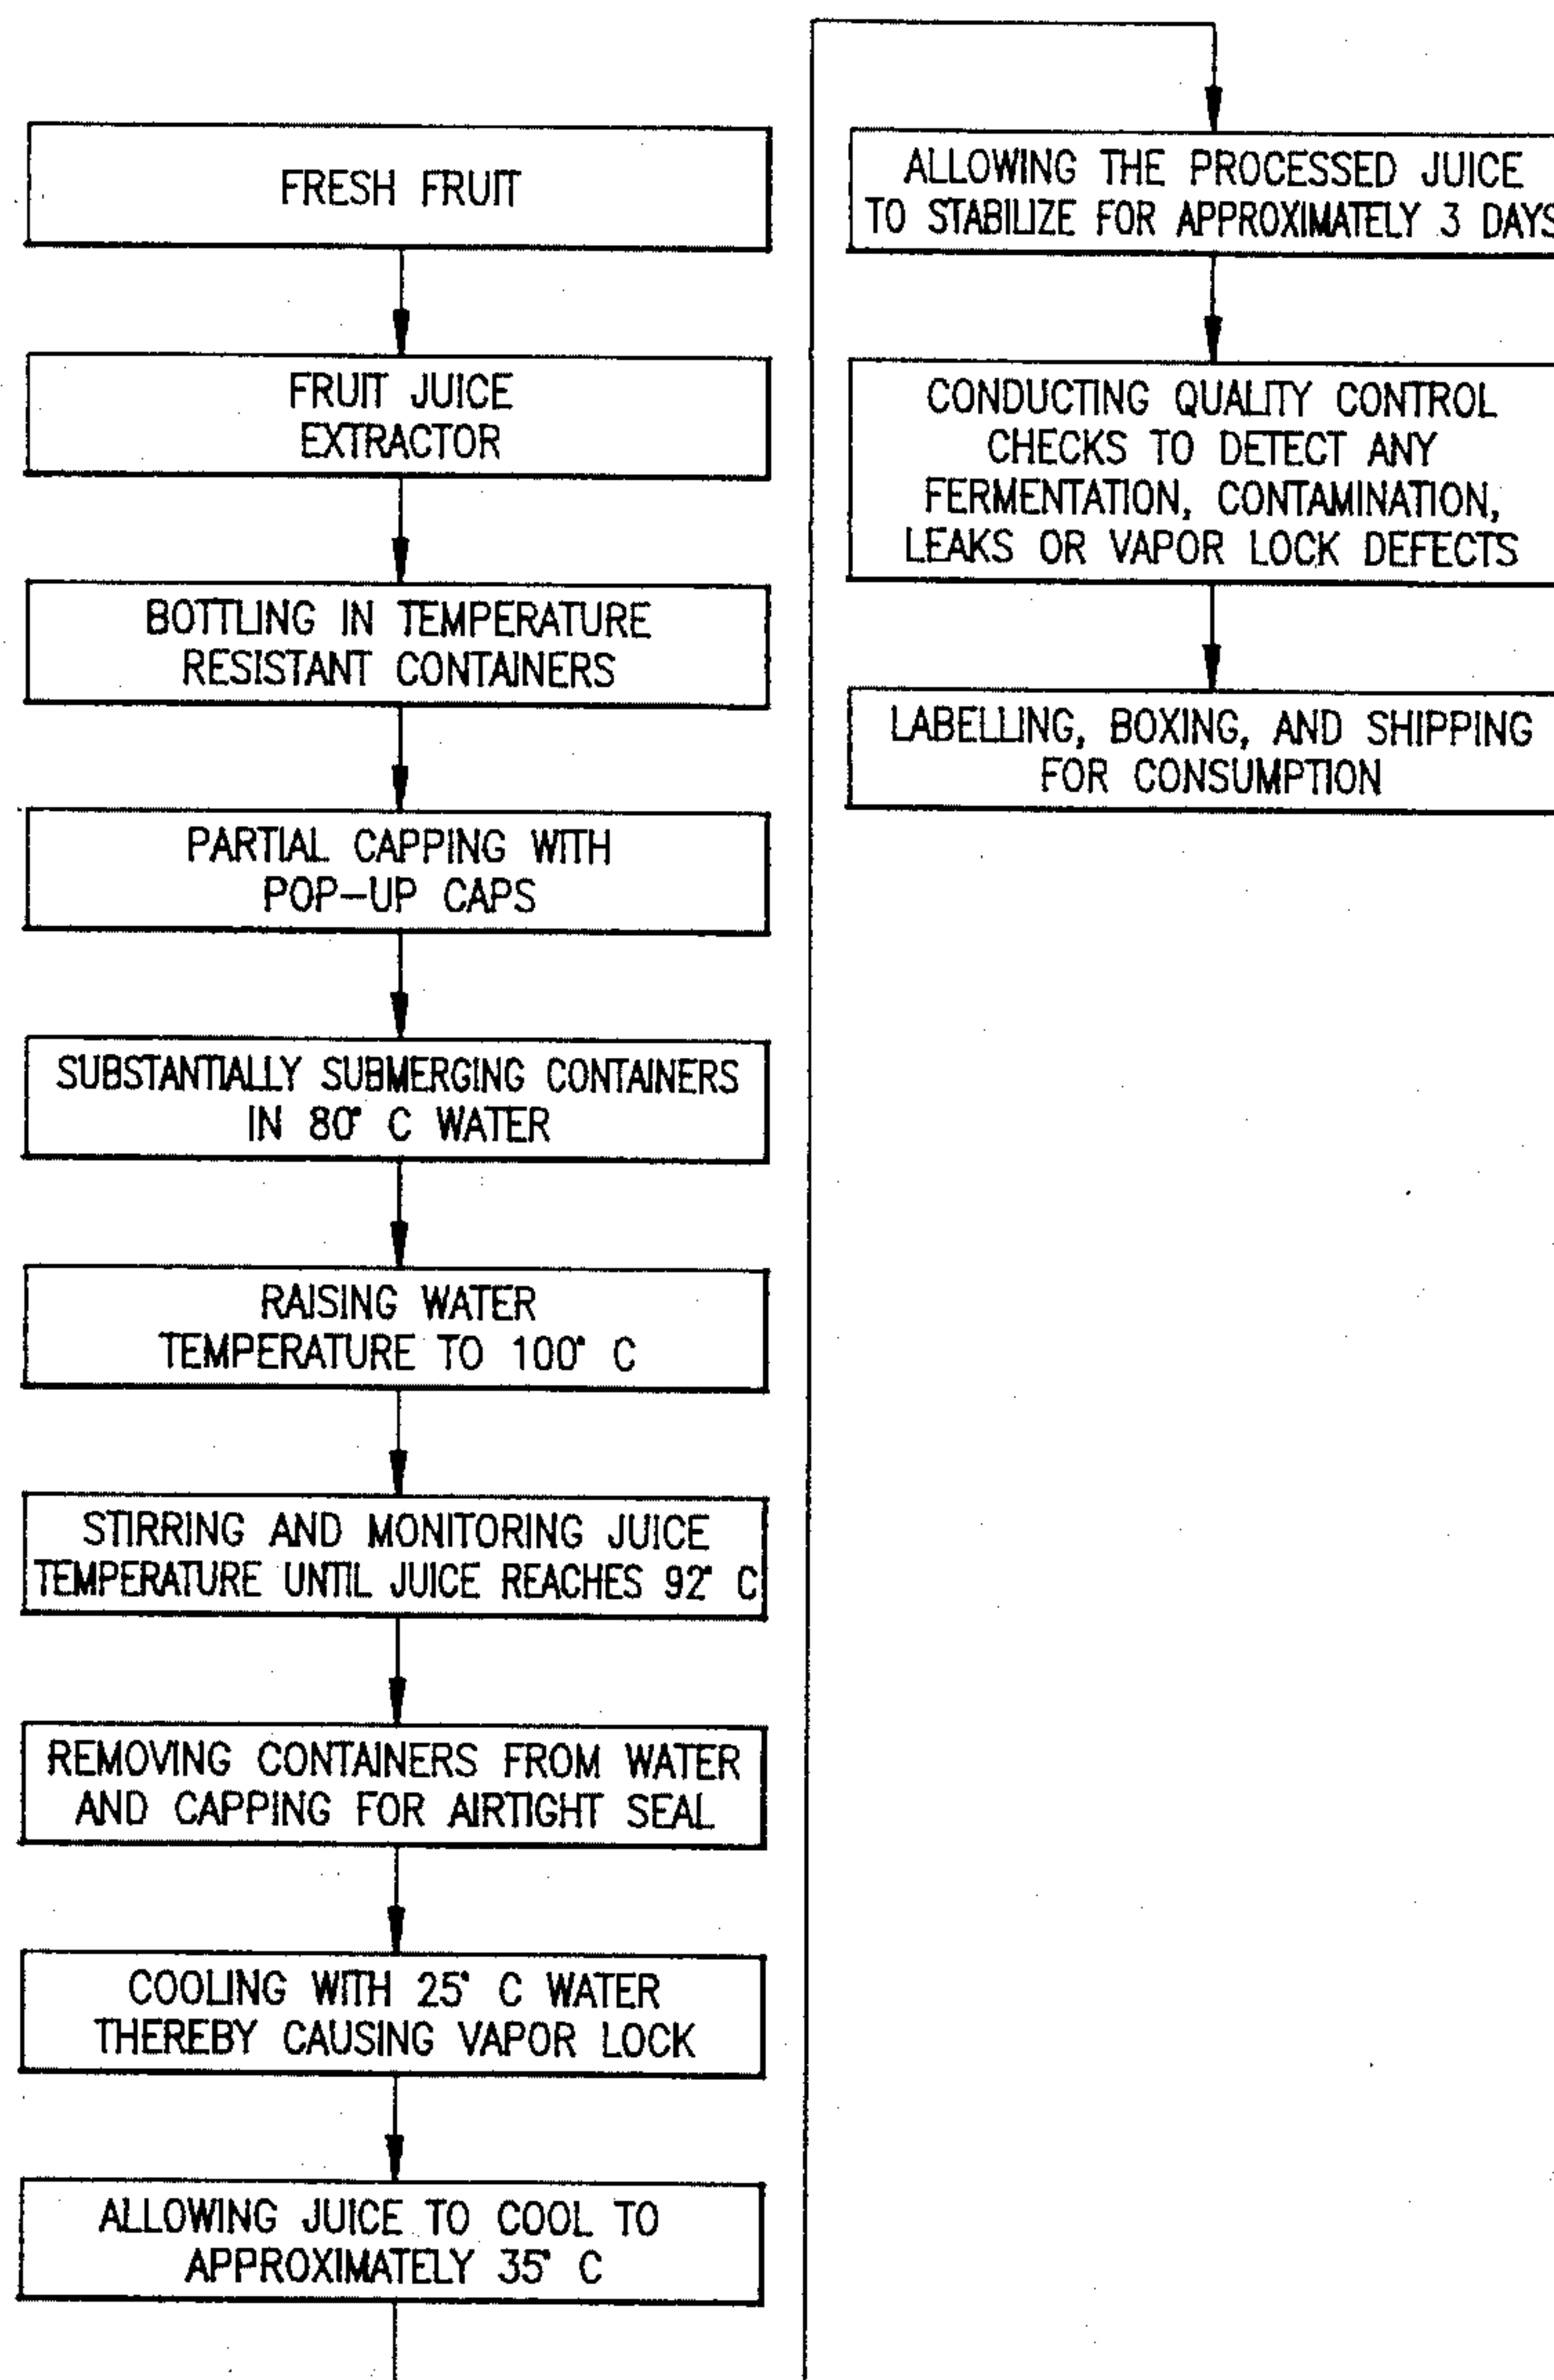 FRESH FRUIT
FRUIT JUICE
EXTRACTOR
BOTTLING IN TEMPERATURE
RESISTANT CONTAINERS
PARTIAL CAPPING WITH
POP-UP CAPS
SUBSTANTIALLY SUBMERGING CONTAINERS
IN 80° C WATER
RAISING WATER
TEMPERATURE TO 100° C
STIRRING AND MONITORING JUICE
TEMPERATURE UNTIL JUICE REACHES 92° C
REMOVING CONTAINERS FROM WATER
AND CAPPING FOR AIRTIGHT SEAL
COOLING WITH 25° C WATER
THEREBY CAUSING VAPOR LOCK
ALLOWING JUICE TO COOL TO
APPROXIMATELY 35° C
ALLOWING THE PROCESSED JUICE
TO STABILIZE FOR APPROXIMATELY 3 DAYS
CONDUCTING QUALITY CONTROL
CHECKS TO DETECT ANY
FERMENTATION, CONTAMINATION,
LEAKS OR VAPOR LOCK DEFECTS
LABELLING, BOXING, AND SHIPPING
FOR CONSUMPTION